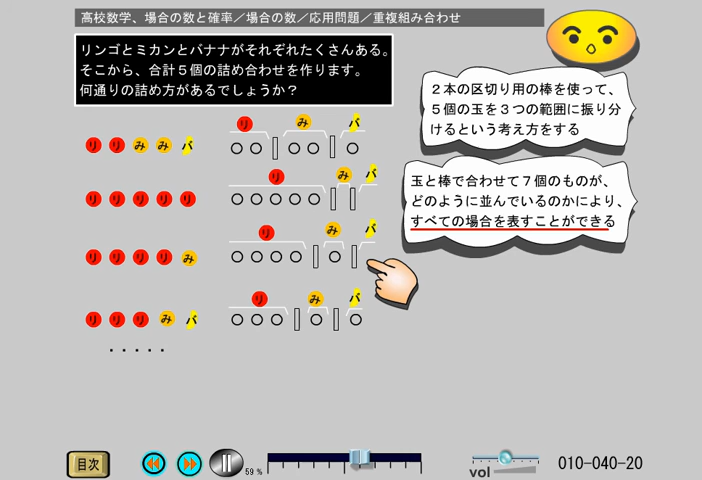 高校数学、場合の数と確率／場合の数／応用問題／重複組み合わせ
リンゴとミカンとバナナがそれぞれたくさんある。
そこから、合計５個の詰め合わせを作ります。
何通りの詰め方があるでしょうか？
２本の区切り用の棒を使って、
５個の玉を３つの範囲に振り分
けるという考え方をする
玉と棒で合わせて７個のものが、
どのように並んでいるのかにより、
すべての場合を表すことができる
り り み み バ
り み バ
り り り り り
り み バ
り り り り み
り み バ
り り り み バ
り み バ
・・・・・
目次
59 %
vol
010-040-20